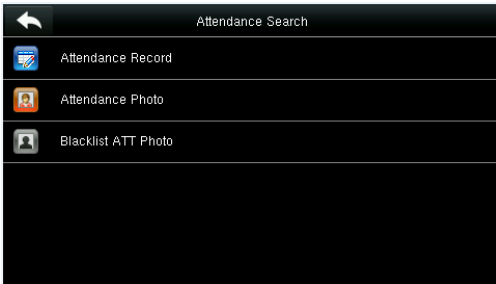 Attendance Search
Attendance Record
Attendance Photo
Blacklist ATT Photo